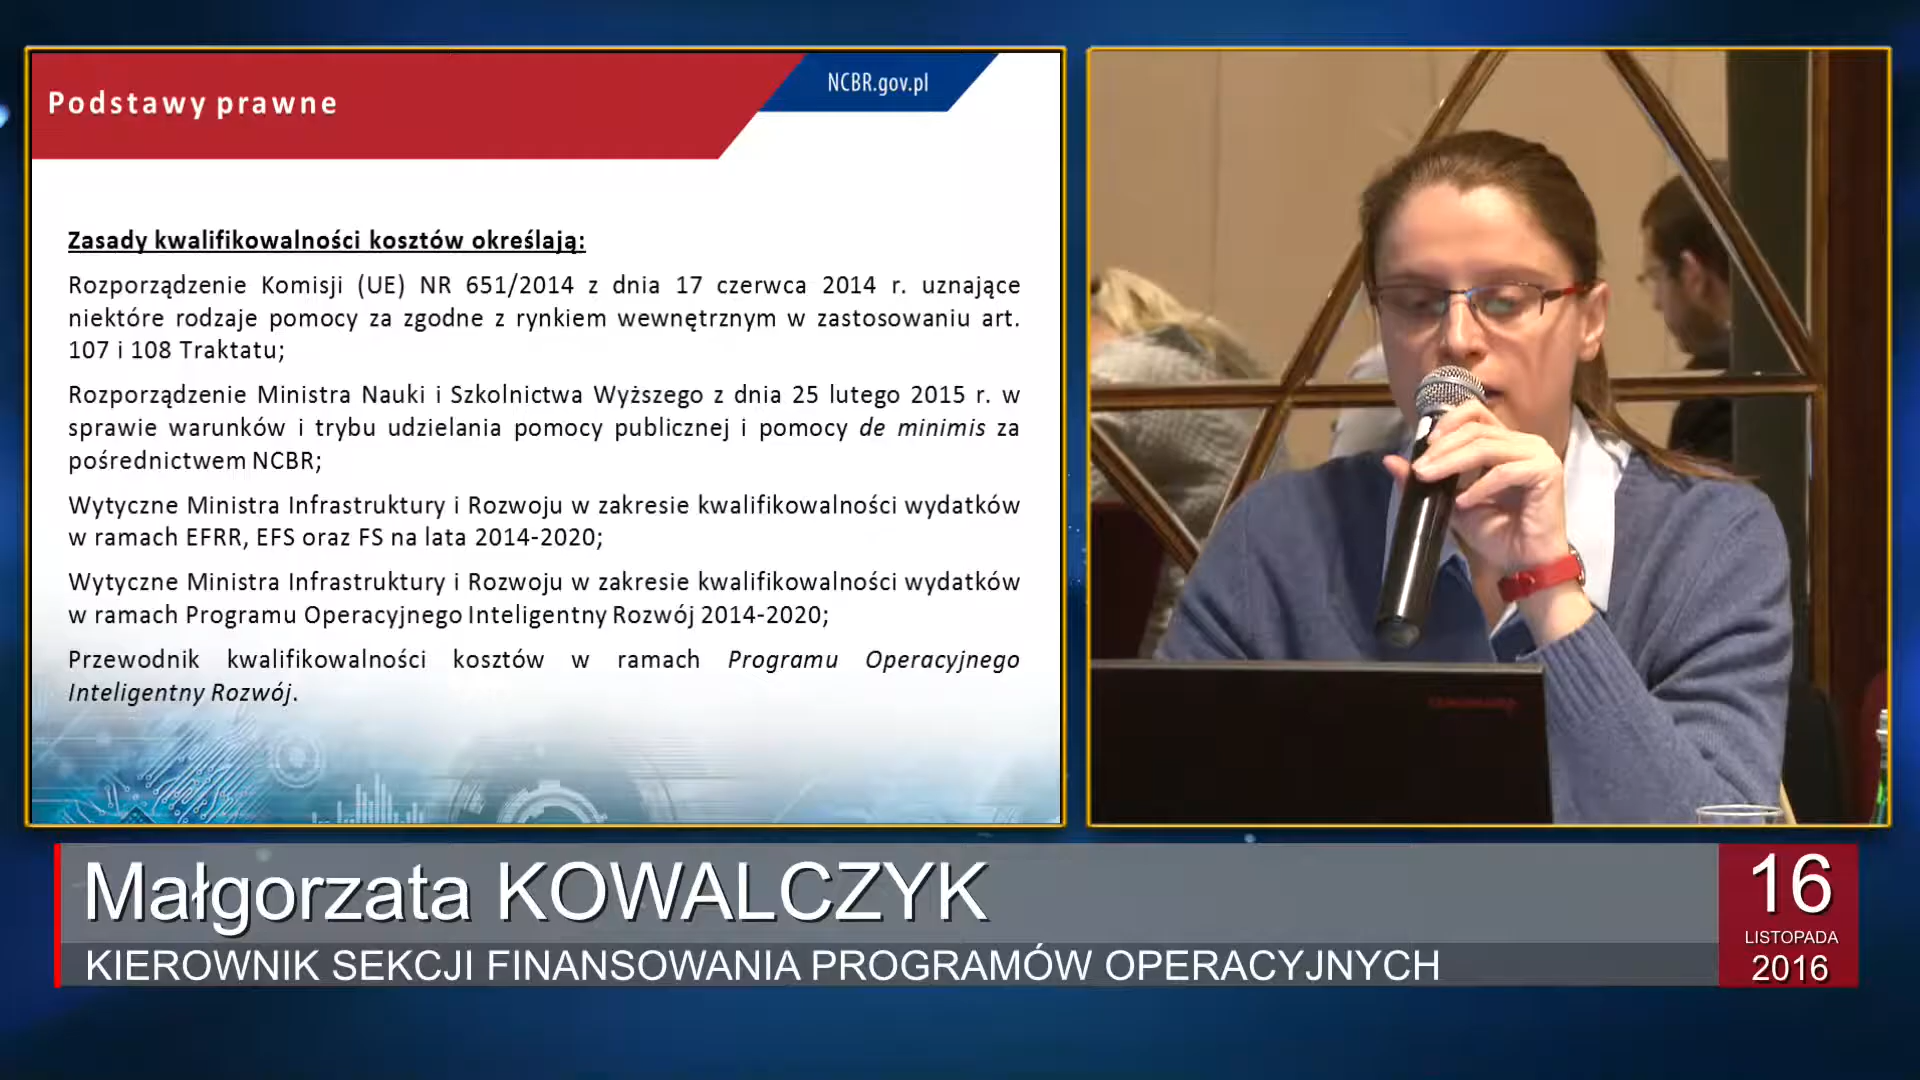 Podstawy prawne
NCBR.gov.pl
Zasady kwalifikowalności kosztów określają:
Rozporządzenie Komisji (UE) NR 651/2014 z dnia 17 czerwca 2014 r. uznające
niektóre rodzaje pomocy za zgodne z rynkiem wewnętrznym w zastosowaniu art.
107 i 108 Traktatu;
Rozporządzenie Ministra Nauki i Szkolnictwa Wyższego z dnia 25 lutego 2015 r. w
sprawie warunków i trybu udzielania pomocy publicznej i pomocy de minimis za
pośrednictwem NCBR;
Wytyczne Ministra Infrastruktury i Rozwoju w zakresie kwalifikowalności wydatków
w ramach EFRR, EFS oraz FS na lata 2014-2020;
Wytyczne Ministra Infrastruktury i Rozwoju w zakresie kwalifikowalności wydatków
w ramach Programu Operacyjnego Inteligentny Rozwój 2014-2020;
Przewodnik kwalifikowalności kosztów w ramach Programu Operacyjnego
Inteligentny Rozwój.
Małgorzata KOWALCZYK
KIEROWNIK SEKCJI FINANSOWANIA PROGRAMÓW OPERACYJNYCH
16
LISTOPADA
2016